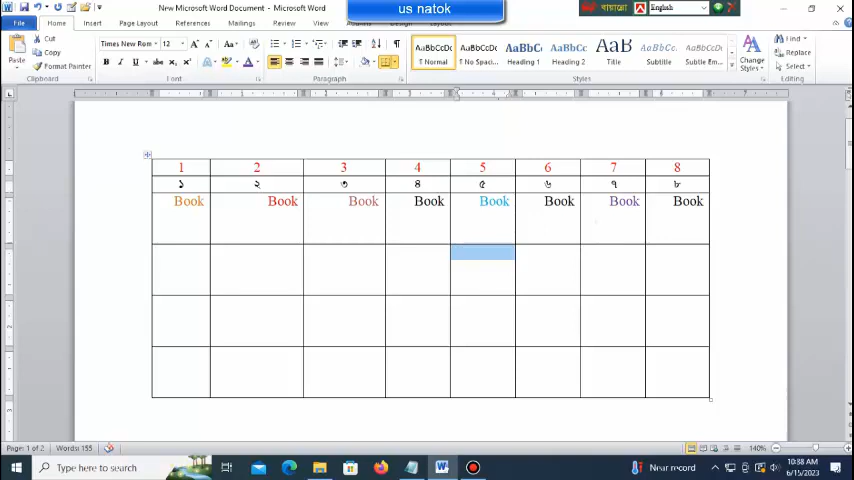 New Microsoft Word Document - Microsoft Word
us natok
English
File Home Insert Page Layout References Mailings Review View
Paste
Cut
Copy
Format Painter
Times New Rom 12
AaBbCcDc AaBbCcDc AaBbC AaBbCc AaB AaBbCc. AaBbCcDc
¶ Normal ¶ No Spaci... Heading 1 Heading 2 Title Subtitle Subtle Em...
Change Styles
Find
Replace
Select
Clipboard Font Paragraph Styles Editing
1 2 3 4 5 6 7 8
১ ২ ৩ ৪ ৫ ৬ ৭ ৮
Book Book Book Book Book Book Book Book
Page: 1 of 2 Words: 155 140%
Type here to search
Near record
10:38 AM
6/15/2023